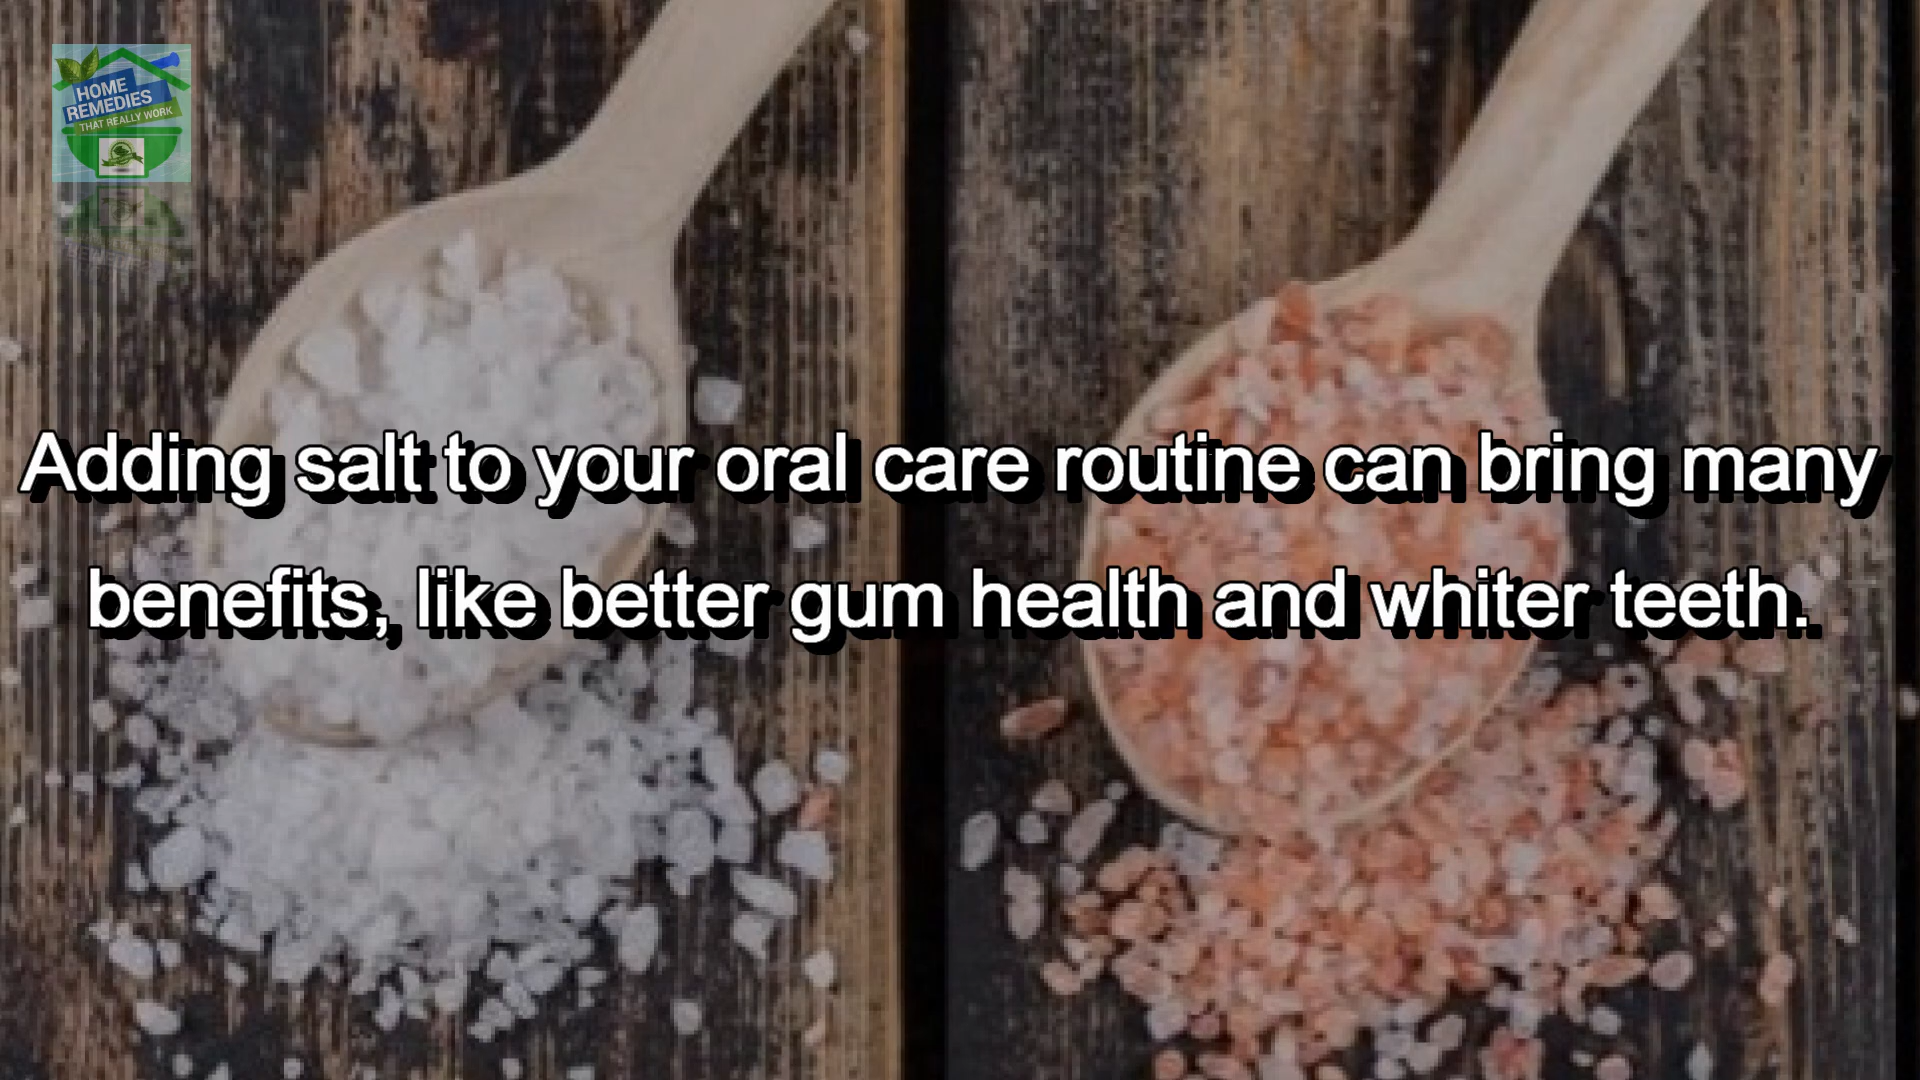 HOME
REMEDIES
THAT REALLY WORK
Adding salt to your oral care routine can bring many
benefits, like better gum health and whiter teeth.